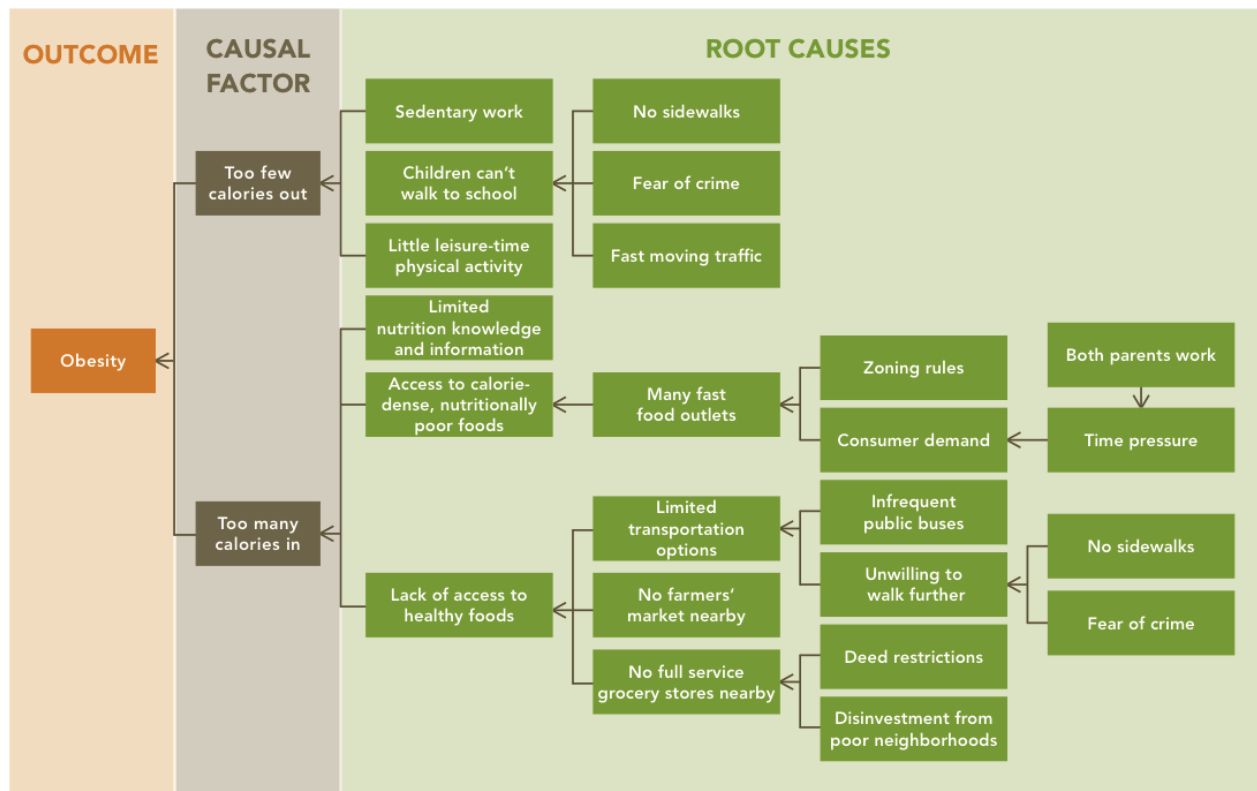 OUTCOME
CAUSAL
FACTOR
ROOT CAUSES
Obesity
Too few
calories out
Too many
calories in
Sedentary work
Children can't
walk to school
Little leisure-time
physical activity
No sidewalks
Fear of crime
Fast moving traffic
Limited
nutrition knowledge
and information
Access to calorie-
dense, nutritionally
poor foods
Many fast
food outlets
Zoning rules
Consumer demand
Both parents work
Time pressure
Lack of access to
healthy foods
Limited
transportation
options
No farmers'
market nearby
No full service
grocery stores nearby
Infrequent
public buses
Unwilling to
walk further
No sidewalks
Fear of crime
Deed restrictions
Disinvestment from
poor neighborhoods